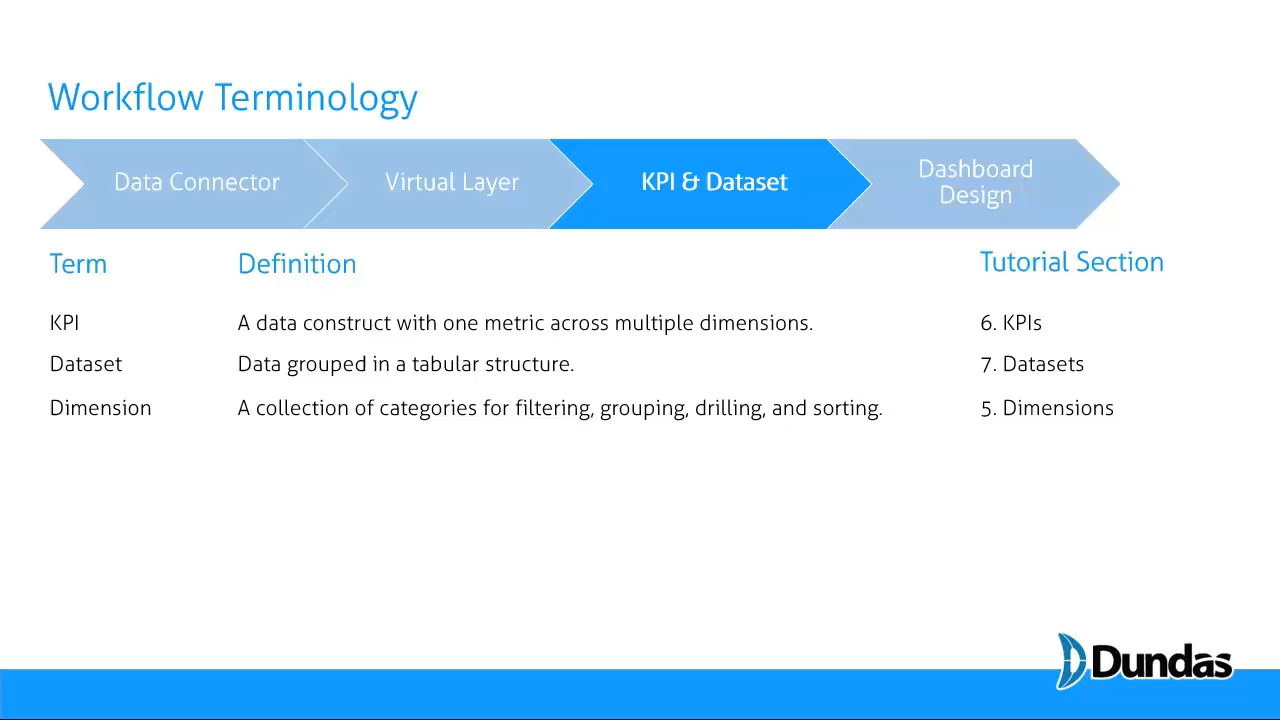 Workflow Terminology
Data Connector
Virtual Layer
KPI & Dataset
Dashboard
Design
Term Definition Tutorial Section
KPI A data construct with one metric across multiple dimensions. 6. KPIs
Dataset Data grouped in a tabular structure. 7. Datasets
Dimension A collection of categories for filtering, grouping, drilling, and sorting. 5. Dimensions
Dundas